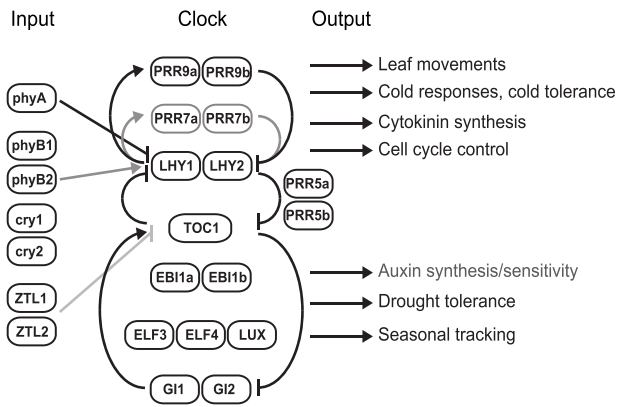 Input Clock Output
PRR9a PRR9b Leaf movements
phyA Cold responses, cold tolerance
PRR7a PRR7b Cytokinin synthesis
phyB1 Cell cycle control
phyB2 LHY1 LHY2
PRR5a
cry1 PRR5b
TOC1
cry2
EBI1a EBI1b Auxin synthesis/sensitivity
ZTL1 Drought tolerance
ZTL2 ELF3 ELF4 LUX Seasonal tracking
GI1 GI2